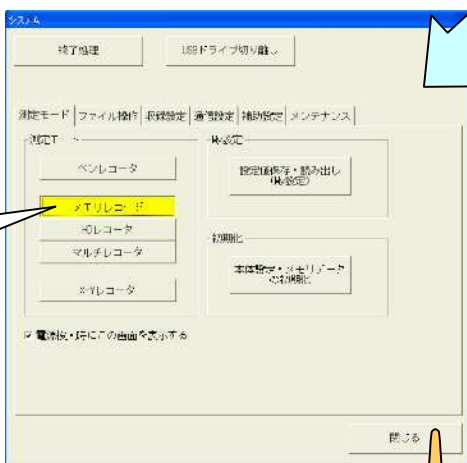 システム
終了処理
USBドライブ切り離し
測定モード
ファイル操作
収録設定
通信設定
補助設定
メンテナンス
測定モード
ペンレコーダ
メモリレコーダ
HDレコーダ
マルチレコーダ
X-Yレコーダ
設定値保存・読み出し
初期化
本体設定・メモリデータ
の初期化
電源投入時にこの画面を表示する
閉じる